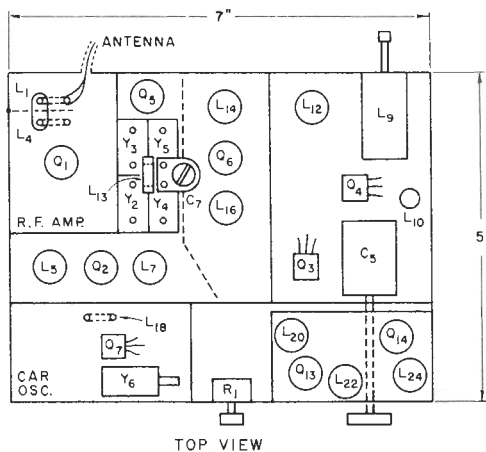 7"
ANTENNA
L1
L4
Q1
R.F. AMP.
Q5
Y3
Y5
L13
Y2
Y4
C7
L14
Q6
L16
L12
L9
Q4
L10
Q3
C5
5
L5
Q2
L7
L18
Q7
Y6
CAR
OSC.
R1
L20
Q13
L22
Q14
L24
TOP VIEW